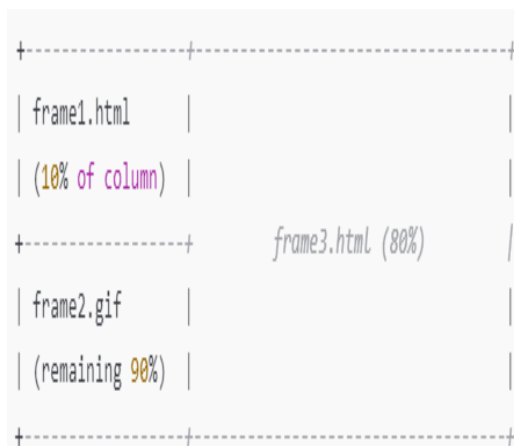 +-----------------+--------------------------------+
| frame1.html | |
| (10% of column) | |
+-----------------+ frame3.html (80%) |
| frame2.gif | |
| (remaining 90%) | |
+-----------------+--------------------------------+